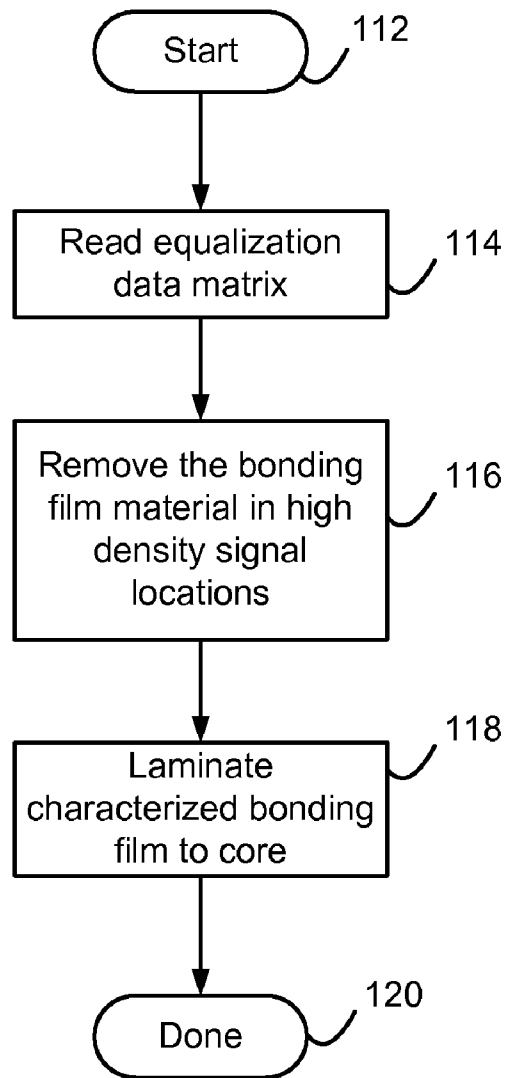 Start
112
Read equalization
data matrix
114
Remove the bonding
film material in high
density signal
locations
116
Laminate
characterized bonding
film to core
118
Done
120